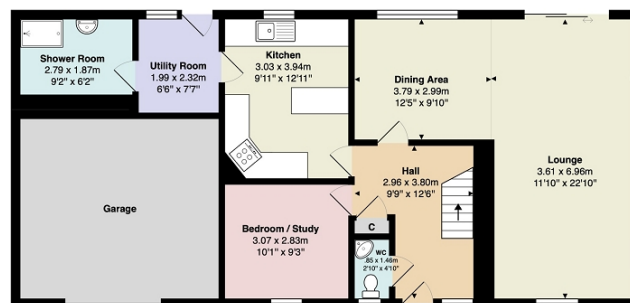 Shower Room
2.79 x 1.87m
9'2" x 6'2"
Utility Room
1.99 x 2.32m
6'6" x 7'7"
Kitchen
3.03 x 3.94m
9'11" x 12'11"
Dining Area
3.79 x 2.99m
12'5" x 9'10"
Lounge
3.61 x 6.96m
11'10" x 22'10"
Hall
2.96 x 3.80m
9'9" x 12'6"
Garage
Bedroom / Study
3.07 x 2.83m
10'1" x 9'3"
C
WC
.85 x 1.46m
2'10" x 4'10"